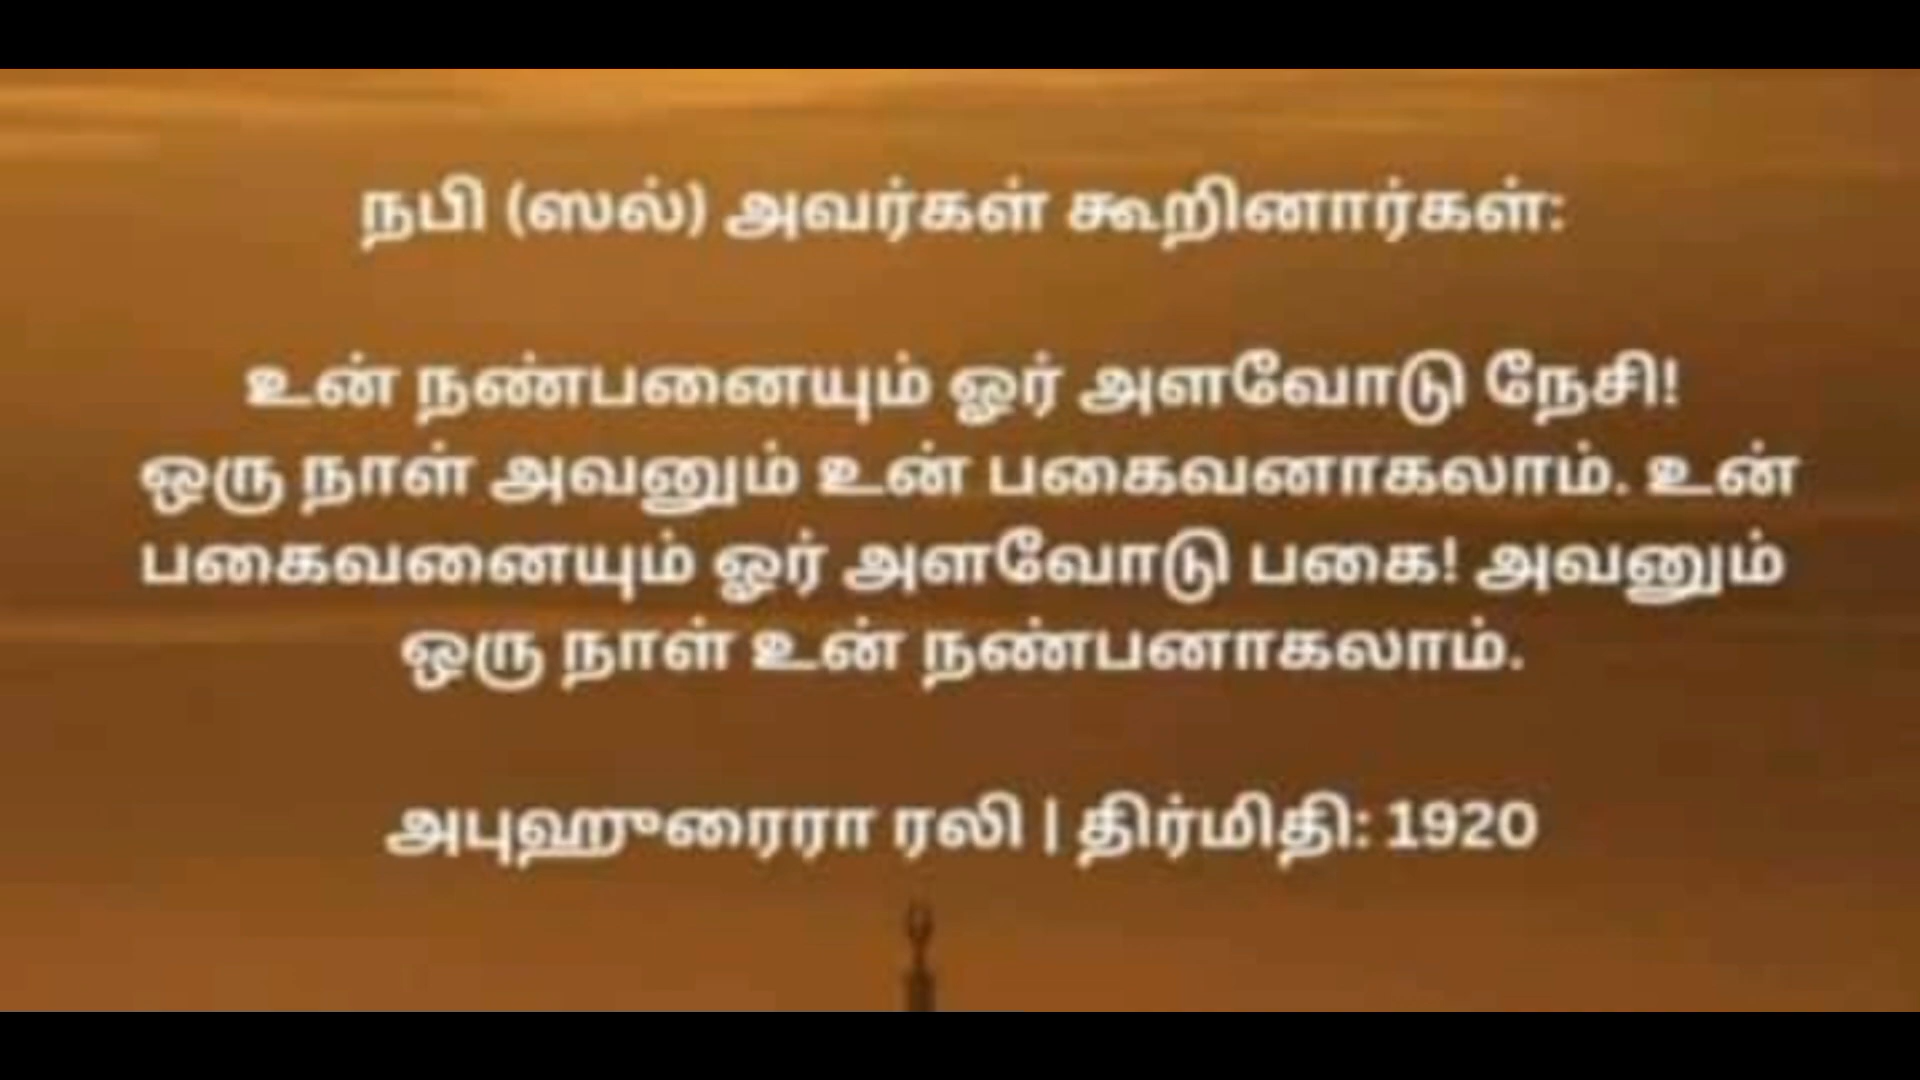 நபி (ஸல்) அவர்கள் கூறினார்கள்:
உன் நண்பனையும் ஓர் அளவோடு நேசி!
ஒரு நாள் அவனும் உன் பகைவனாகலாம். உன்
பகைவனையும் ஓர் அளவோடு பகை! அவனும்
ஒரு நாள் உன் நண்பனாகலாம்.
அபுஹுரைரா ரலி | திர்மிதி: 1920